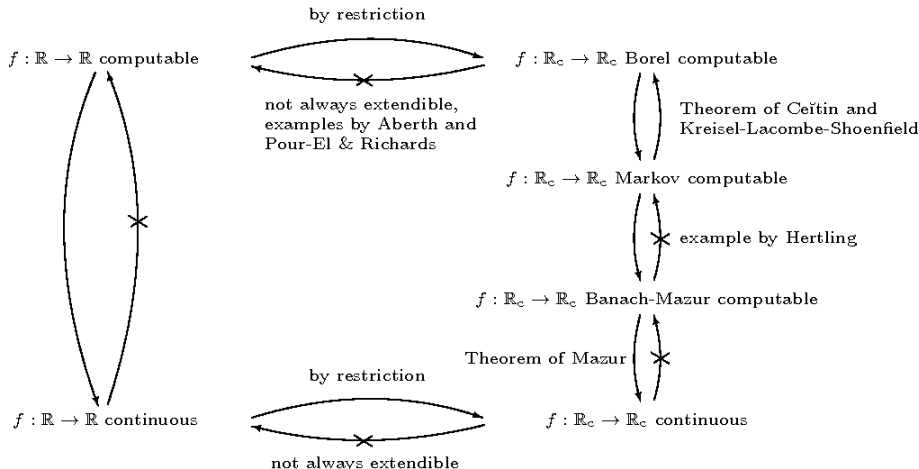 by restriction
f : ℝ → ℝ computable
f : ℝc → ℝc Borel computable
not always extendible,
examples by Aberth and
Pour-El & Richards
Theorem of Ceĭtin and
Kreisel-Lacombe-Shoenfield
f : ℝc → ℝc Markov computable
example by Hertling
f : ℝc → ℝc Banach-Mazur computable
Theorem of Mazur
by restriction
f : ℝ → ℝ continuous
f : ℝc → ℝc continuous
not always extendible